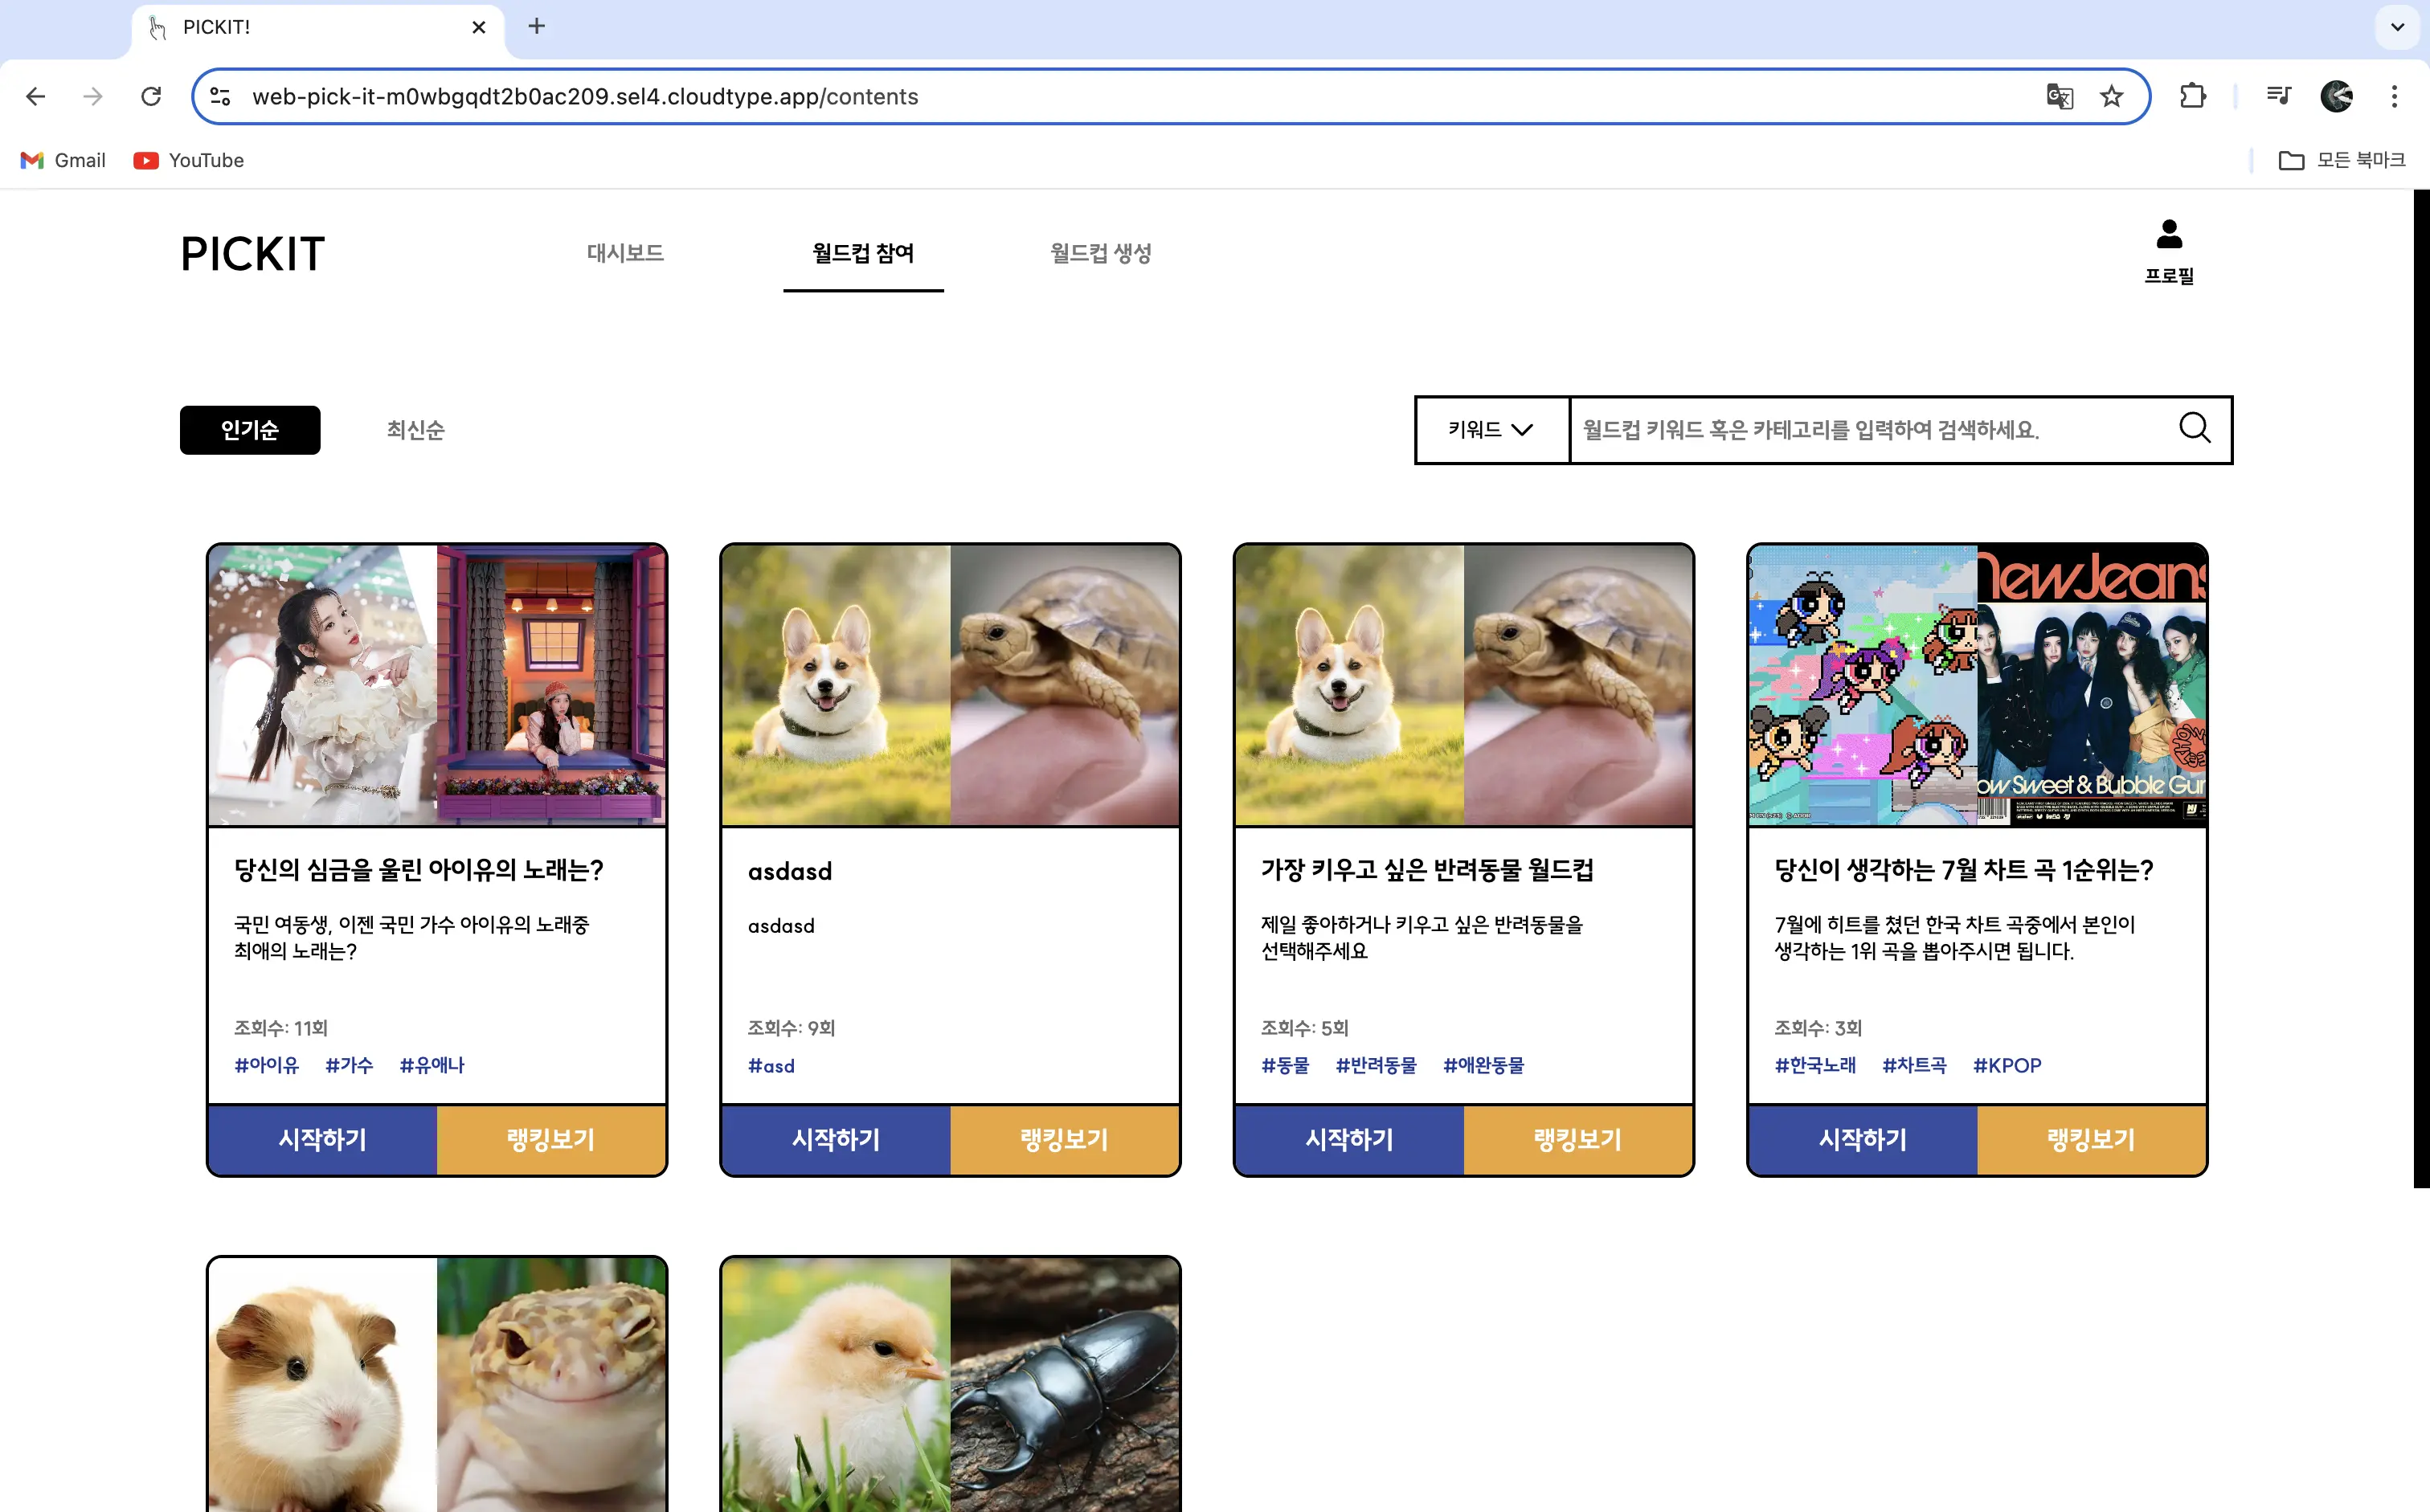 PICKIT!
web-pick-it-m0wbgqdt2b0ac209.sel4.cloudtype.app/contents
Gmail
YouTube
모든 북마크
PICKIT
대시보드
월드컵 참여
월드컵 생성
프로필
인기순
최신순
키워드
월드컵 키워드 혹은 카테고리를 입력하여 검색하세요.
NewJeans
ow Sweet & Bubble Gum
당신의 심금을 울린 아이유의 노래는?
국민 여동생, 이젠 국민 가수 아이유의 노래중
최애의 노래는?
조회수: 11회
#아이유 #가수 #유애나
시작하기
랭킹보기
asdasd
asdasd
조회수: 9회
#asd
시작하기
랭킹보기
가장 키우고 싶은 반려동물 월드컵
제일 좋아하거나 키우고 싶은 반려동물을
선택해주세요
조회수: 5회
#동물 #반려동물 #애완동물
시작하기
랭킹보기
당신이 생각하는 7월 차트 곡 1순위는?
7월에 히트를 쳤던 한국 차트 곡중에서 본인이
생각하는 1위 곡을 뽑아주시면 됩니다.
조회수: 3회
#한국노래 #차트곡 #KPOP
시작하기
랭킹보기